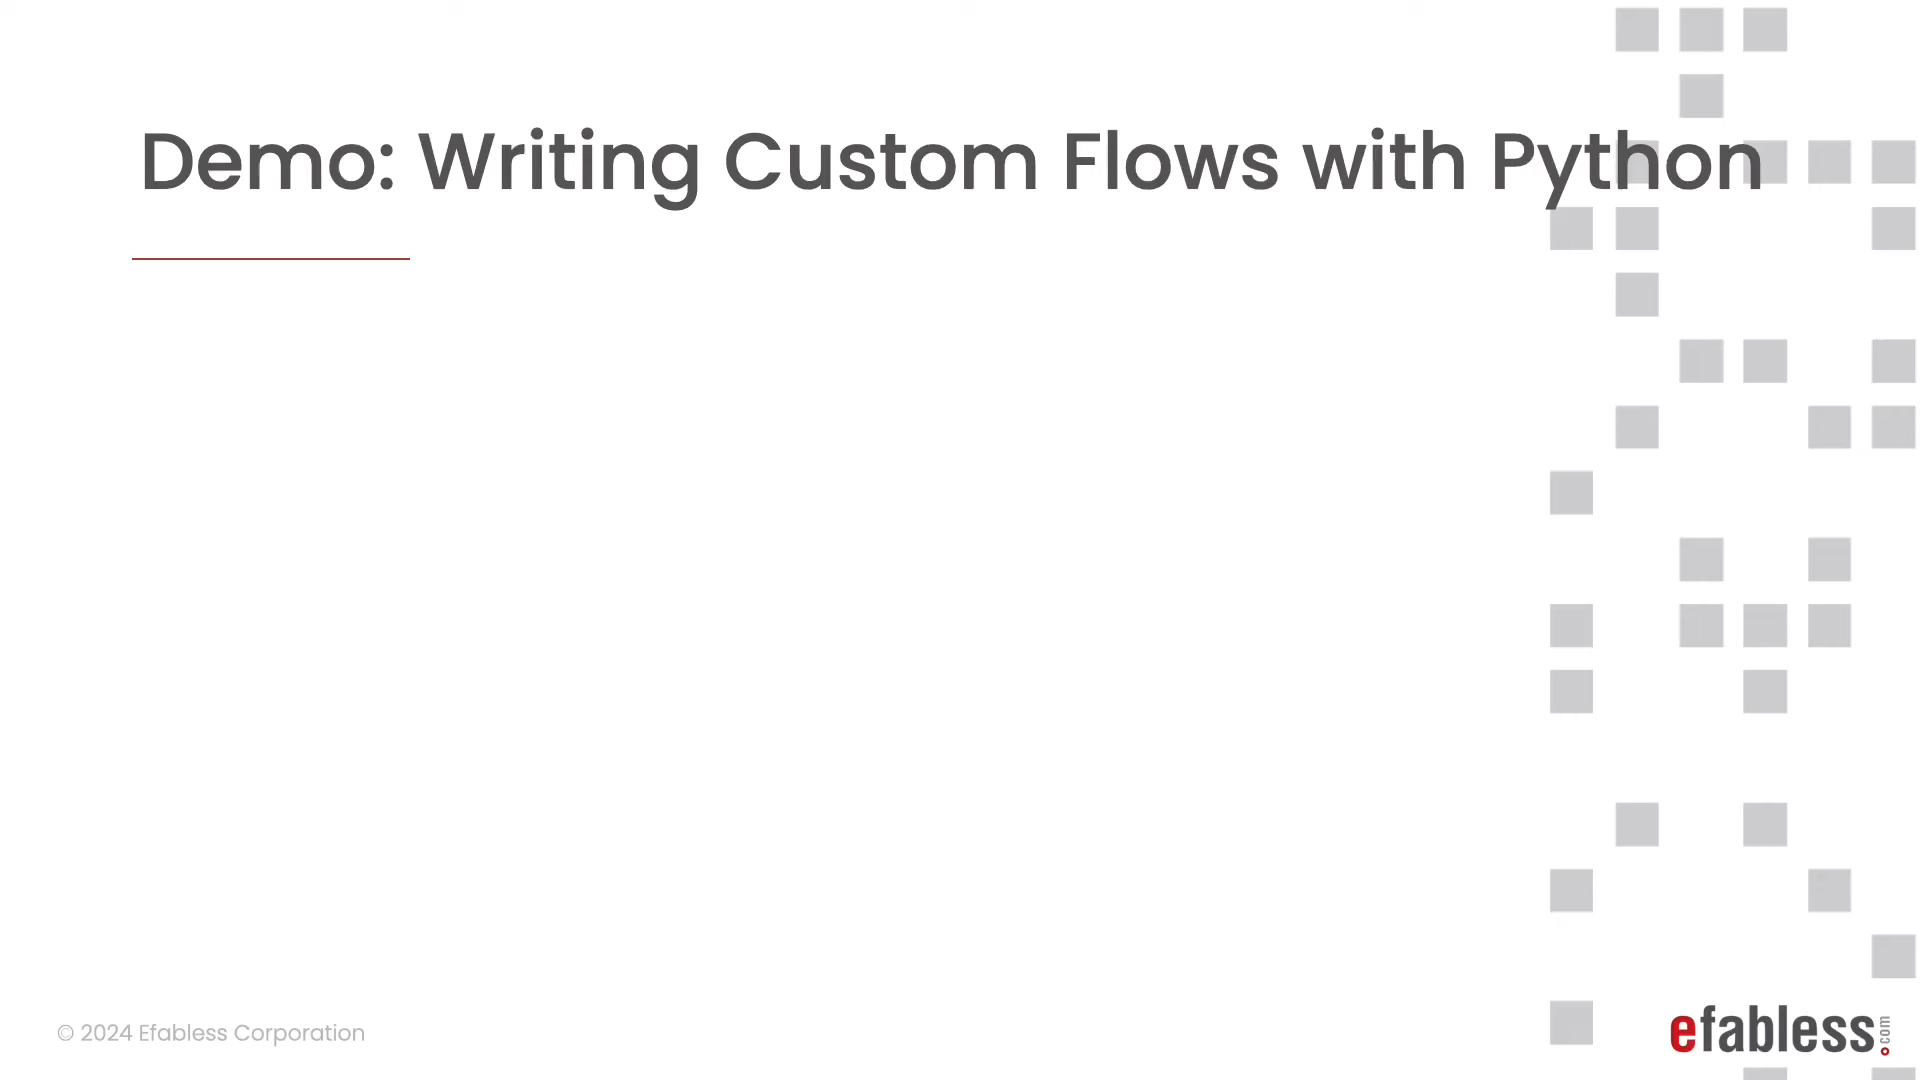 Demo: Writing Custom Flows with Python
© 2024 Efabless Corporation
efabless.com